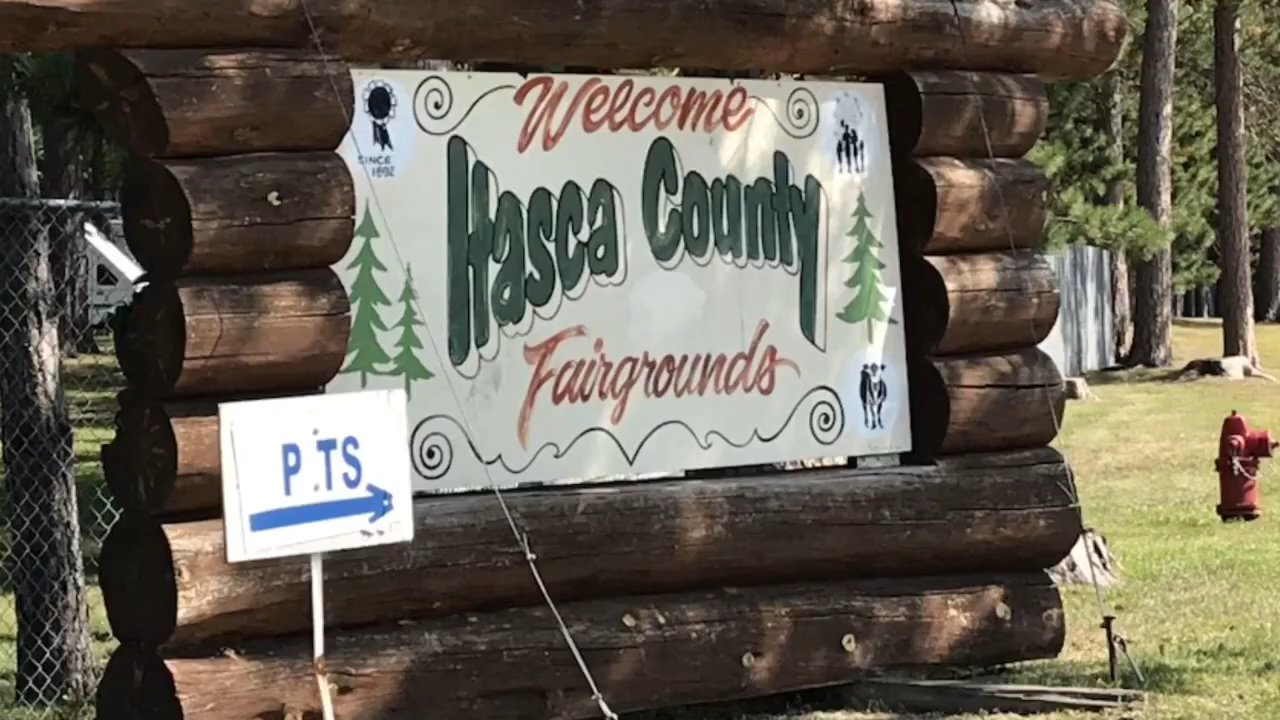 SINCE
1892
Welcome
Itasca County
Fairgrounds
P TS